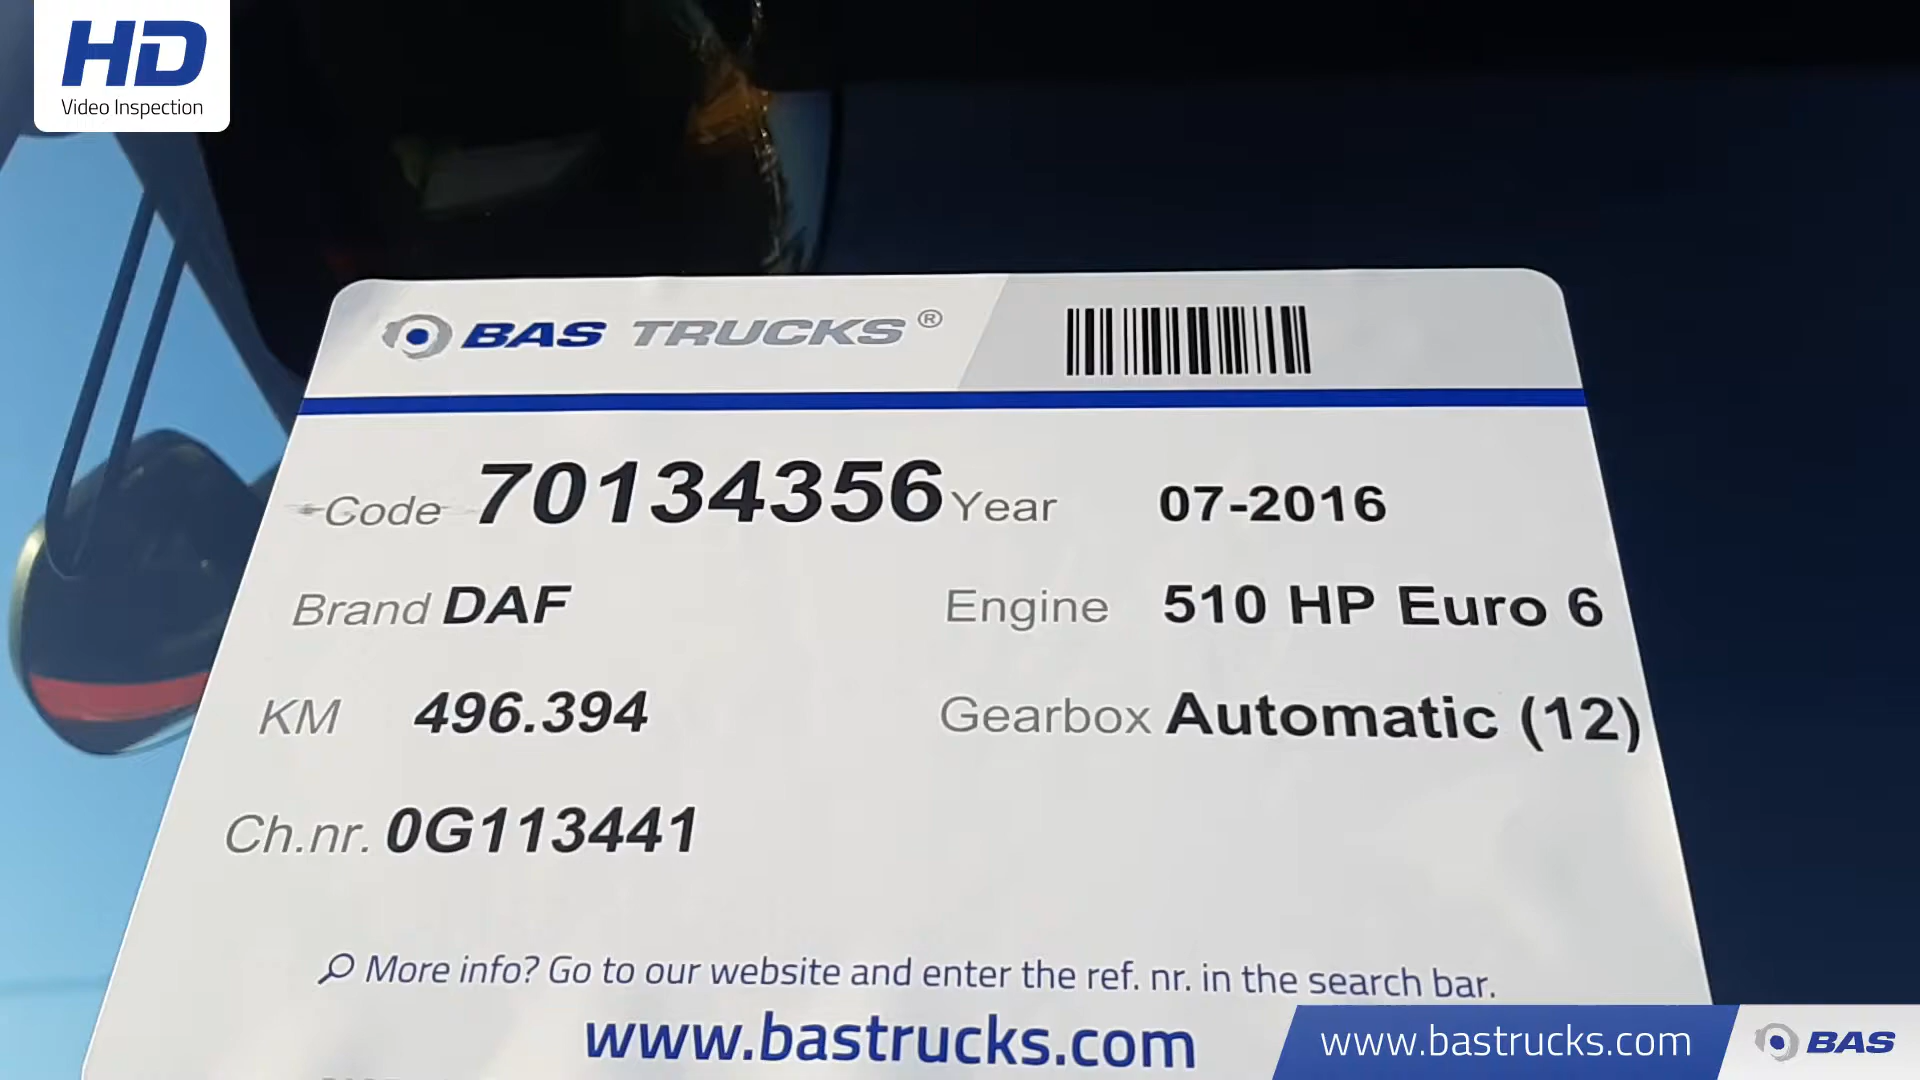 HD
Video Inspection
BAS TRUCKS ®
Code 70134356 Year 07-2016
Brand DAF Engine 510 HP Euro 6
KM 496.394 Gearbox Automatic (12)
Ch.nr. 0G113441
More info? Go to our website and enter the ref. nr. in the search bar.
www.bastrucks.com
www.bastrucks.com BAS